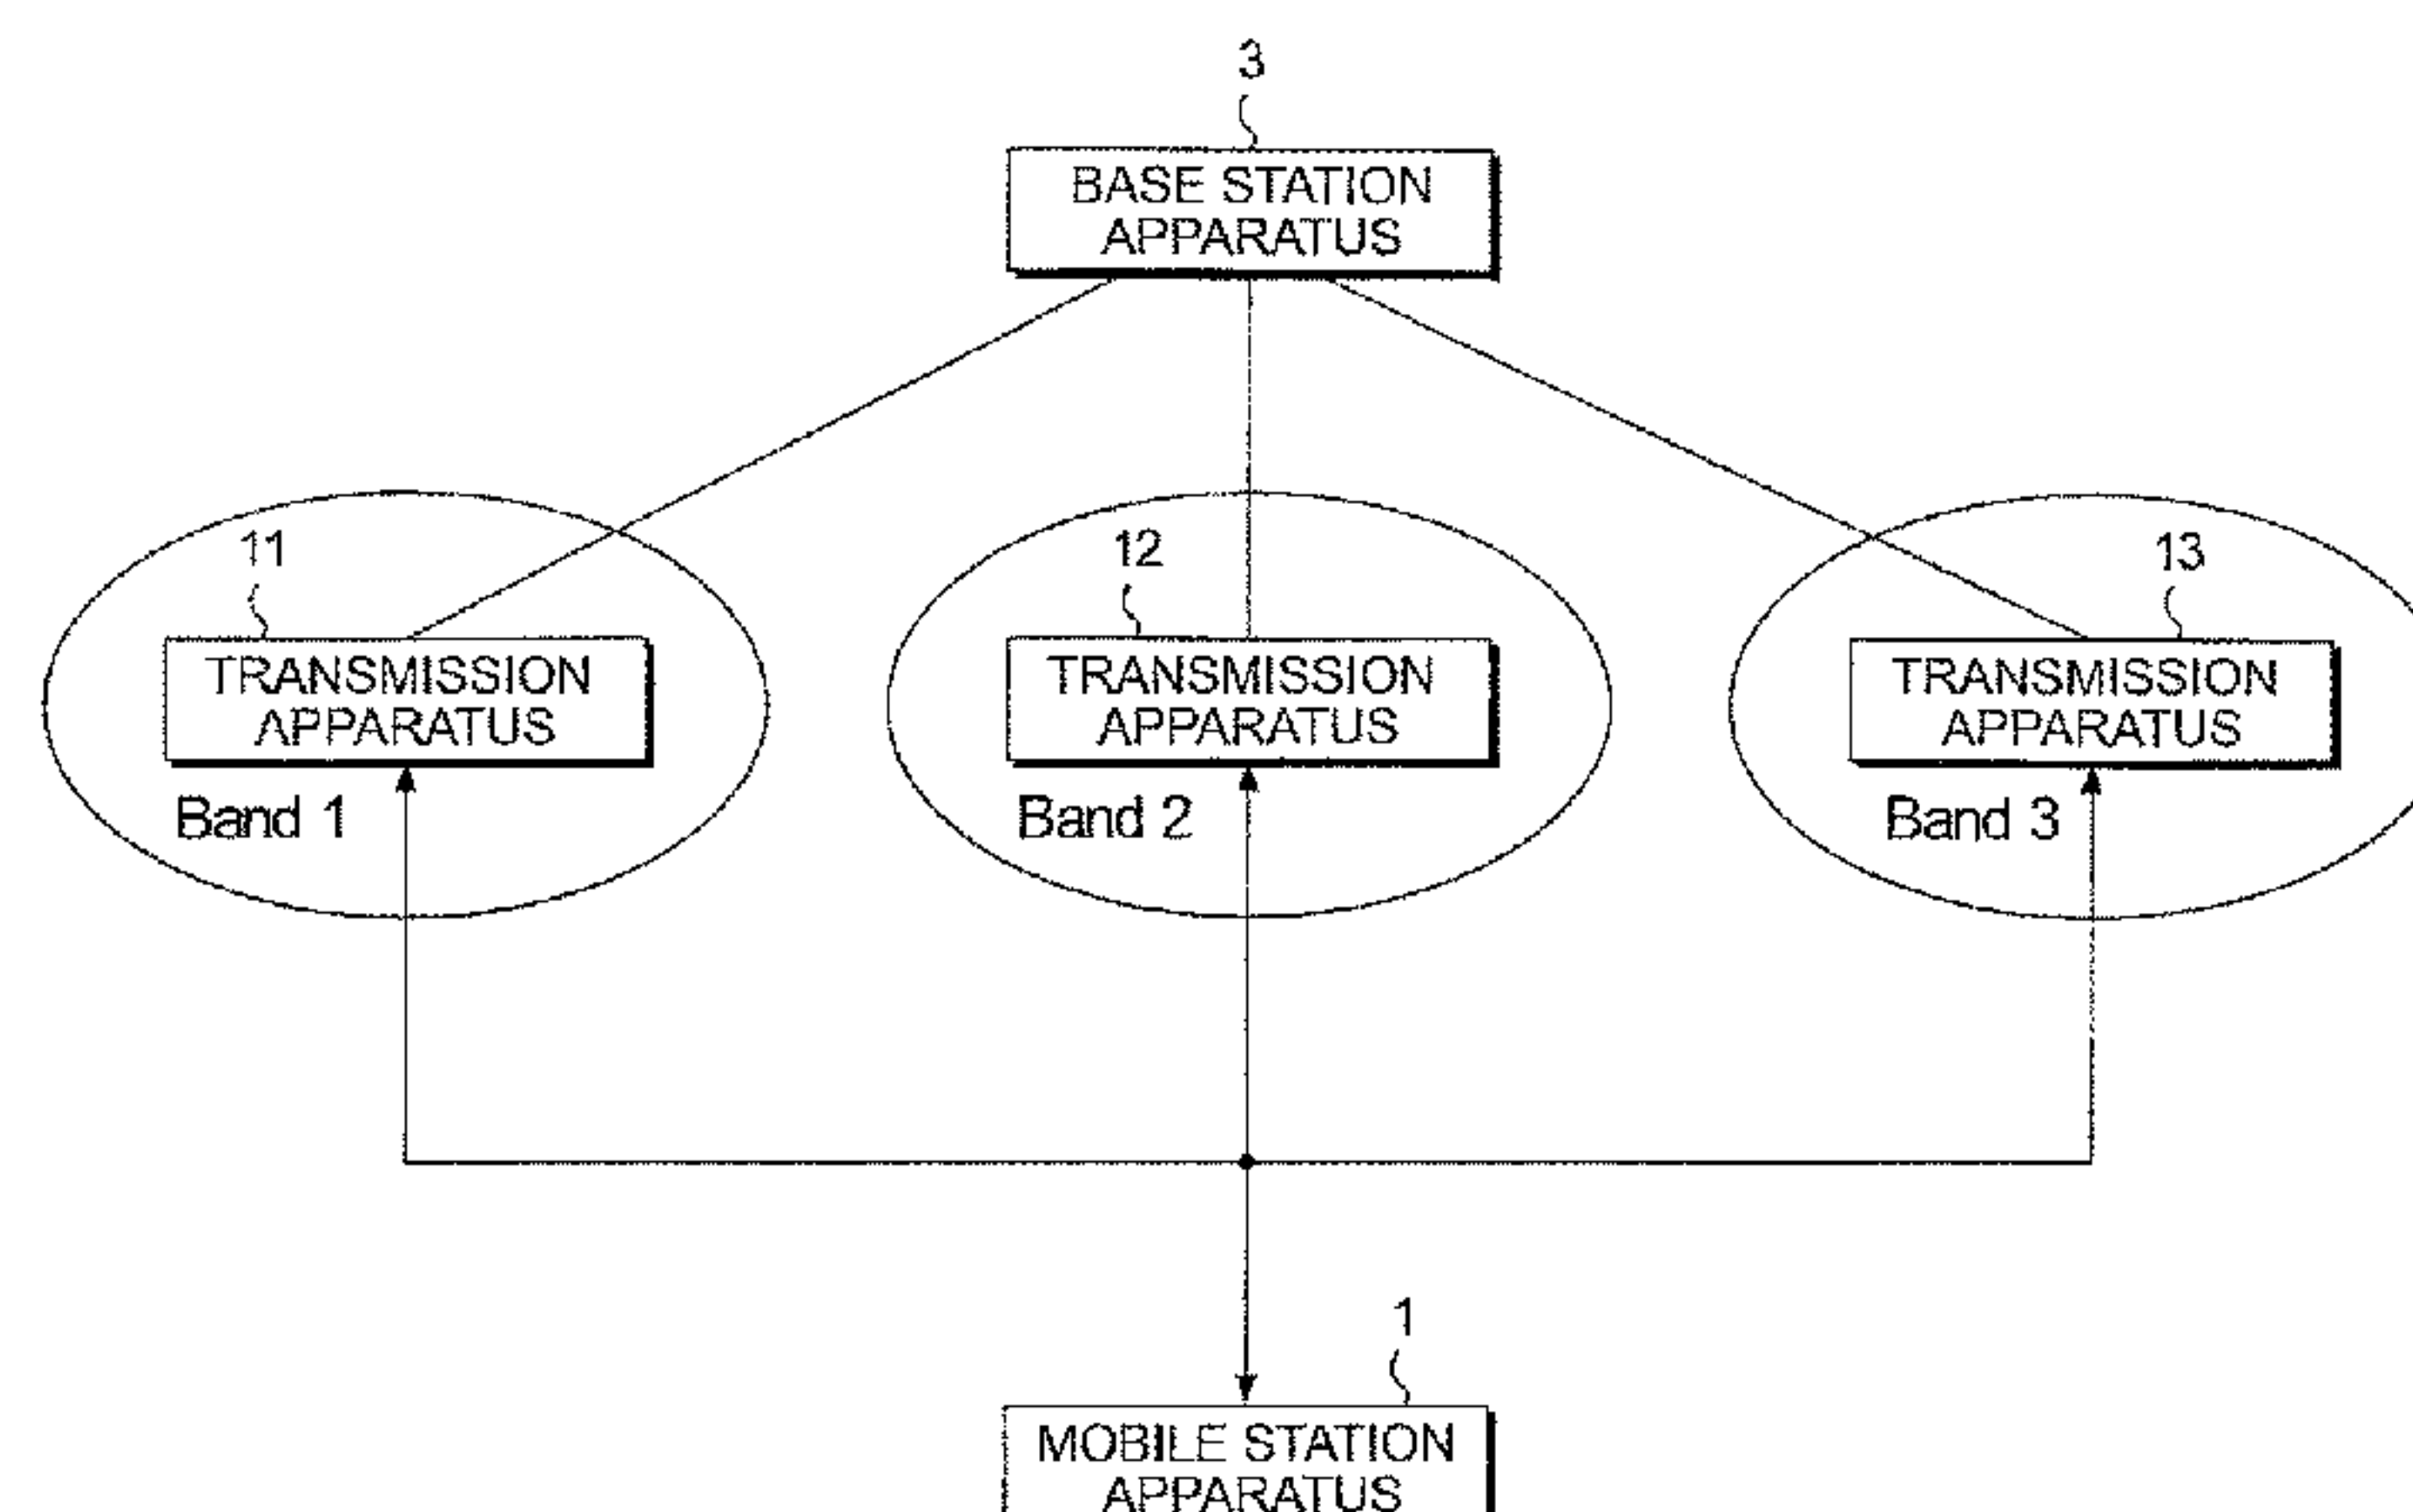 3
BASE STATION
APPARATUS
11
12
13
TRANSMISSION
APPARATUS
TRANSMISSION
APPARATUS
TRANSMISSION
APPARATUS
Band 1
Band 2
Band 3
1
MOBILE STATION
APPARATUS